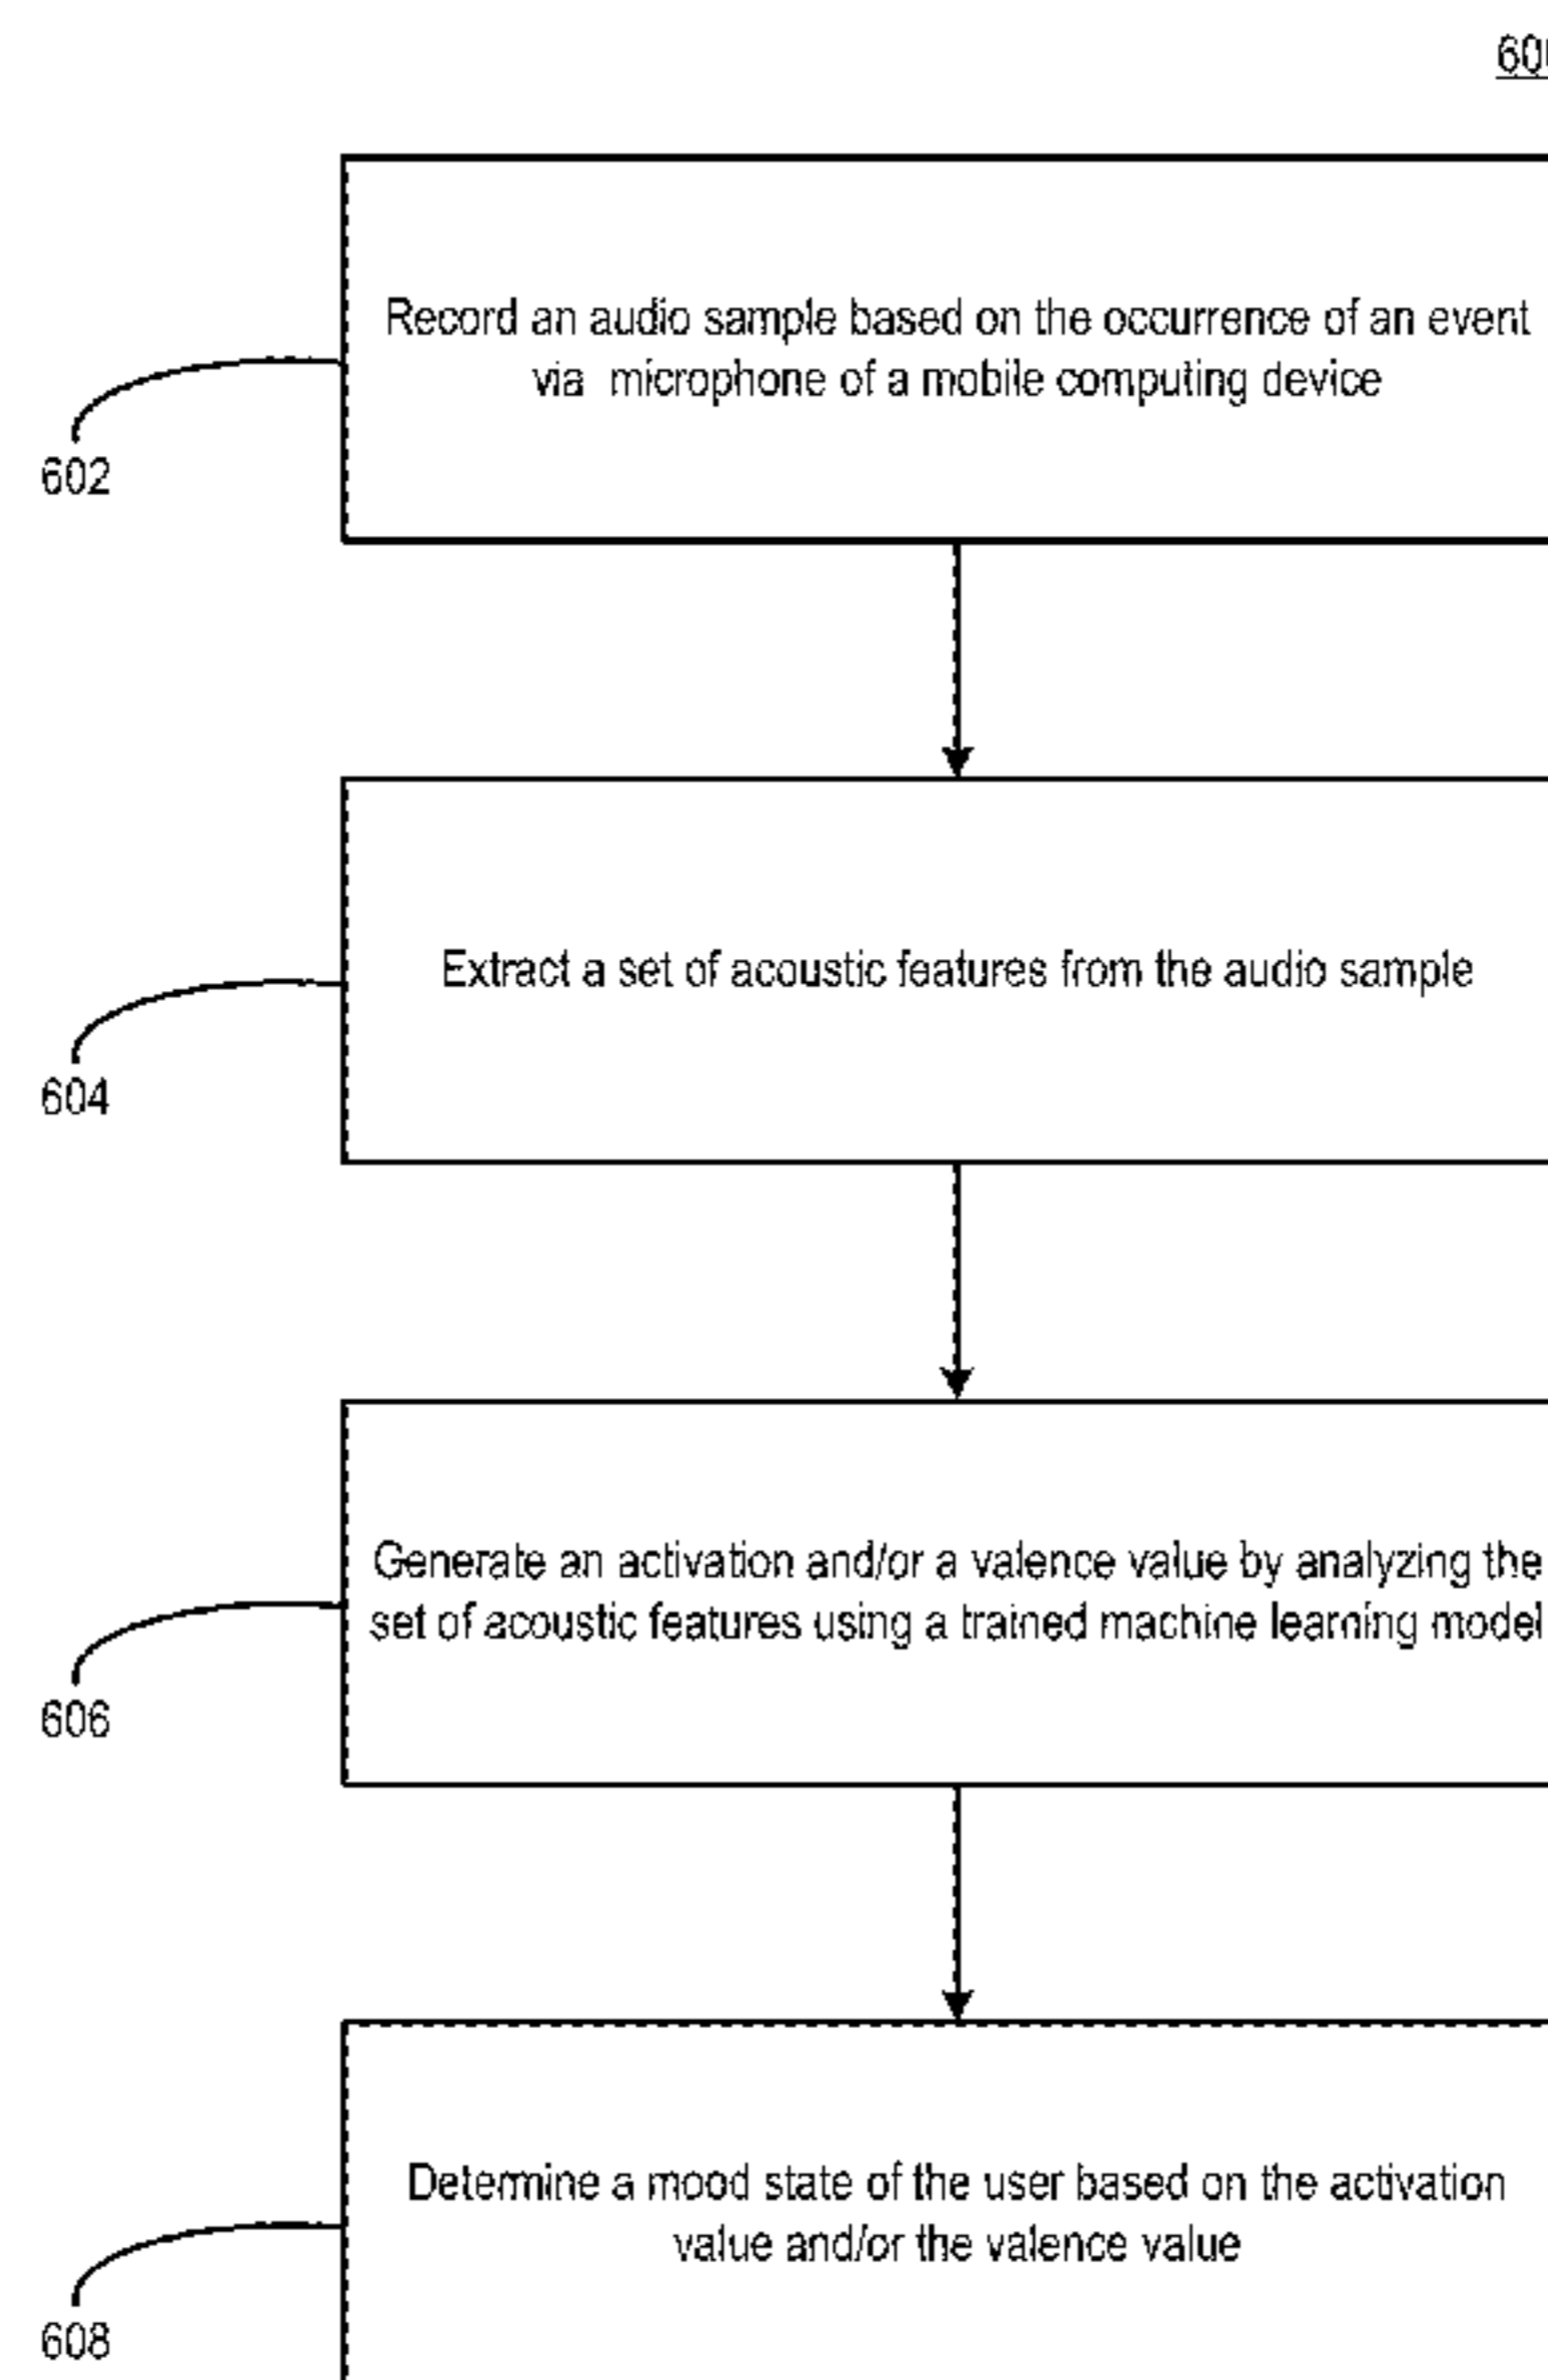 600
Record an audio sample based on the occurrence of an event
via microphone of a mobile computing device
602
Extract a set of acoustic features from the audio sample
604
Generate an activation and/or a valence value by analyzing the
set of acoustic features using a trained machine learning model
606
Determine a mood state of the user based on the activation
value and/or the valence value
608